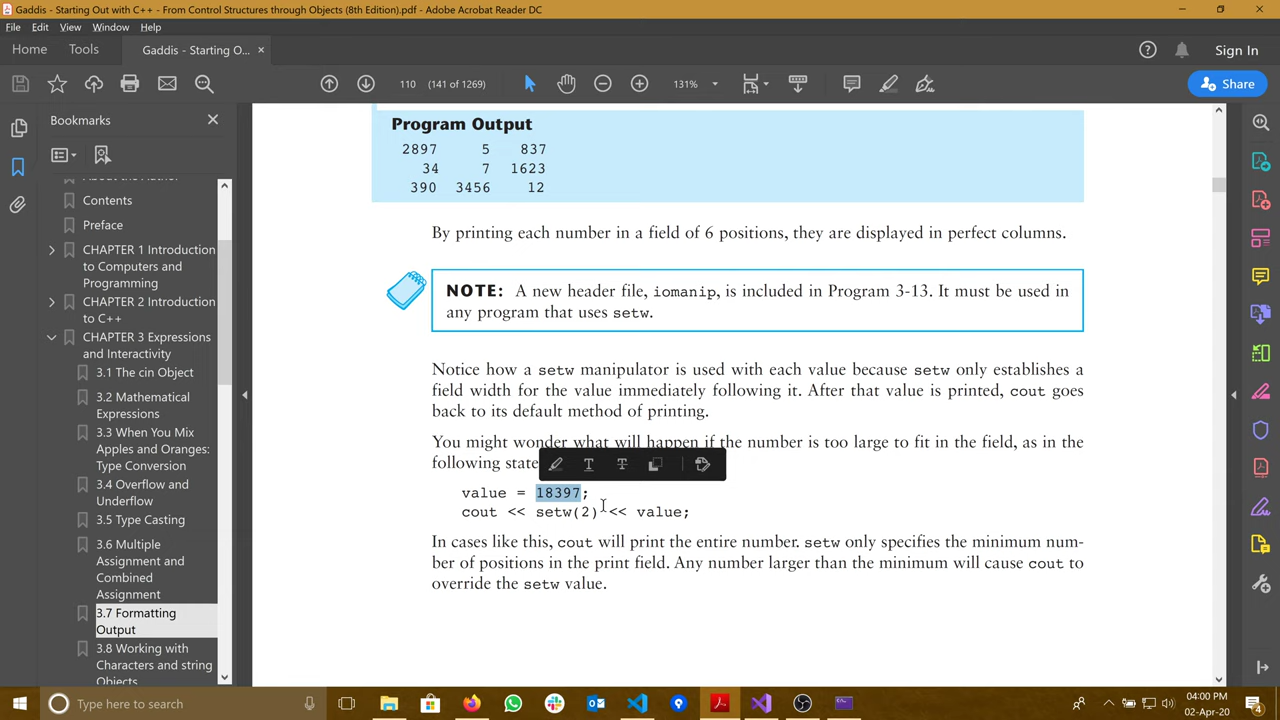 Gaddis - Starting Out with C++ - From Control Structures through Objects (8th Edition).pdf - Adobe Acrobat Reader DC
File Edit View Window Help
Home Tools Gaddis - Starting O... × Sign In
110 (141 of 1269) 131% Share
Bookmarks
Contents
Preface
CHAPTER 1 Introduction
to Computers and
Programming
CHAPTER 2 Introduction
to C++
CHAPTER 3 Expressions
and Interactivity
3.1 The cin Object
3.2 Mathematical
Expressions
3.3 When You Mix
Apples and Oranges:
Type Conversion
3.4 Overflow and
Underflow
3.5 Type Casting
3.6 Multiple
Assignment and
Combined
Assignment
3.7 Formatting
Output
3.8 Working with
Characters and string
Objects
Program Output
2897 5 837
34 7 1623
390 3456 12
By printing each number in a field of 6 positions, they are displayed in perfect columns.
NOTE: A new header file, iomanip, is included in Program 3-13. It must be used in
any program that uses setw.
Notice how a setw manipulator is used with each value because setw only establishes a
field width for the value immediately following it. After that value is printed, cout goes
back to its default method of printing.
You might wonder what will happen if the number is too large to fit in the field, as in the
following state
value = 18397;
cout << setw(2) << value;
In cases like this, cout will print the entire number. setw only specifies the minimum num-
ber of positions in the print field. Any number larger than the minimum will cause cout to
override the setw value.
Type here to search
04:00 PM
02-Apr-20
4